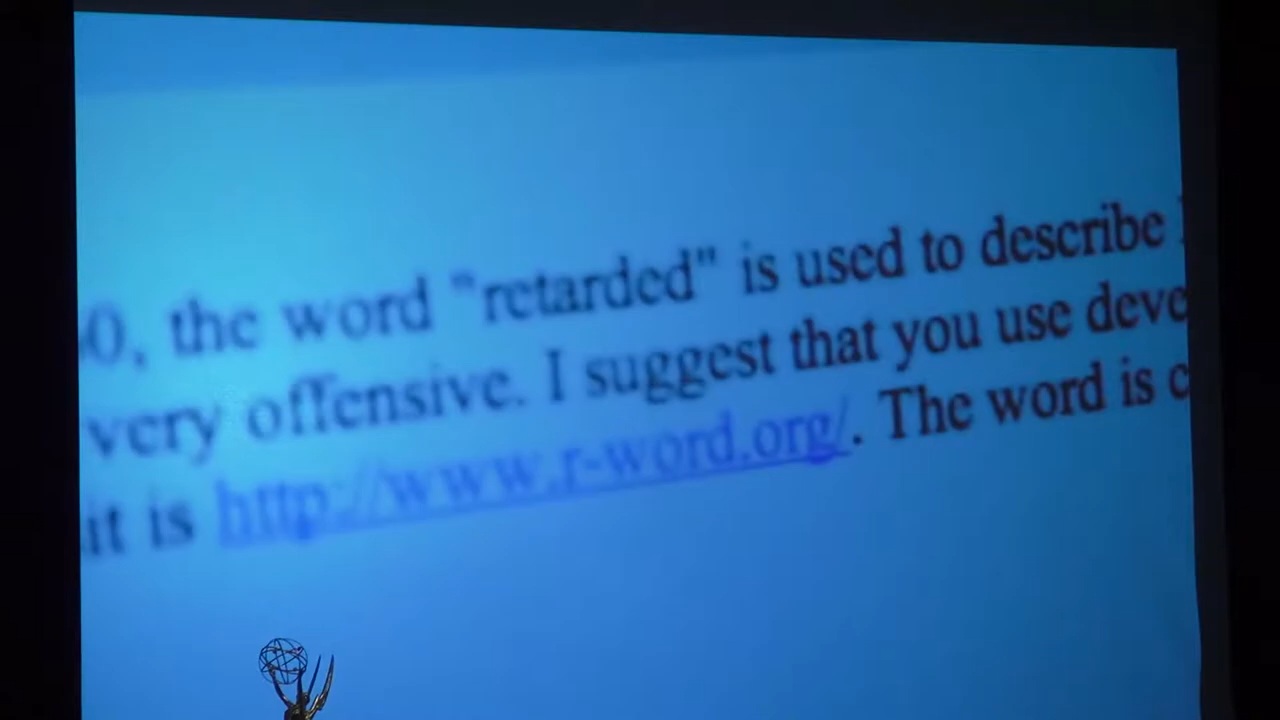 0, the word "retarded" is used to describe
very offensive. I suggest that you use deve
it is http://www.r-word.org/. The word is c